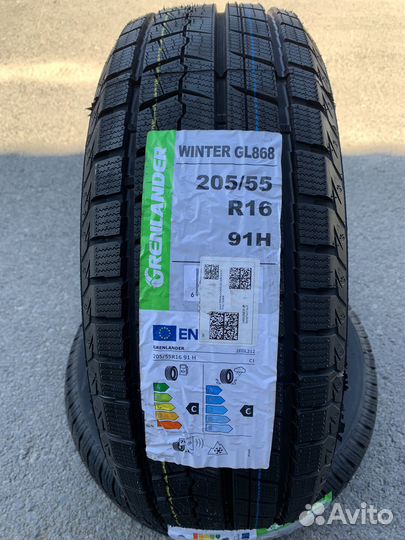 GRENLANDER
WINTER GL868
205/55
R16
91H
EN
GRENLANDER
205/55R16 91 H
C1
C
C
Avito